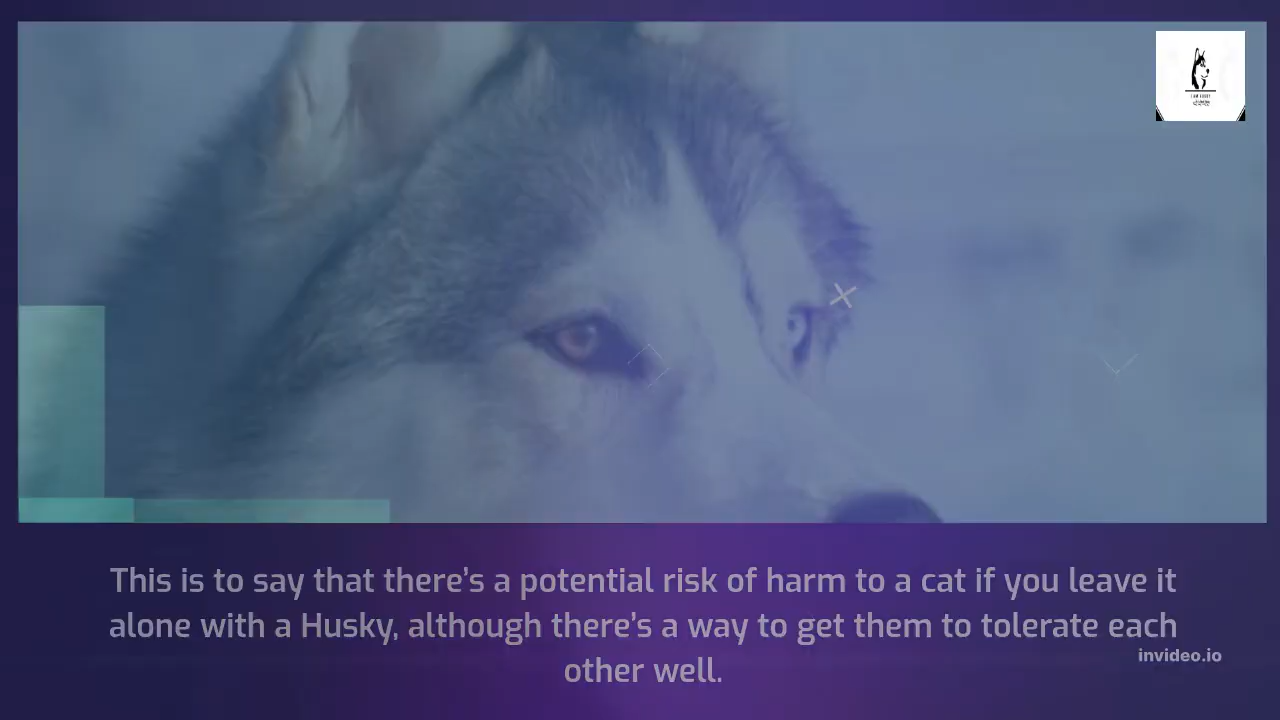 This is to say that there’s a potential risk of harm to a cat if you leave it
alone with a Husky, although there’s a way to get them to tolerate each
other well.
invideo.io